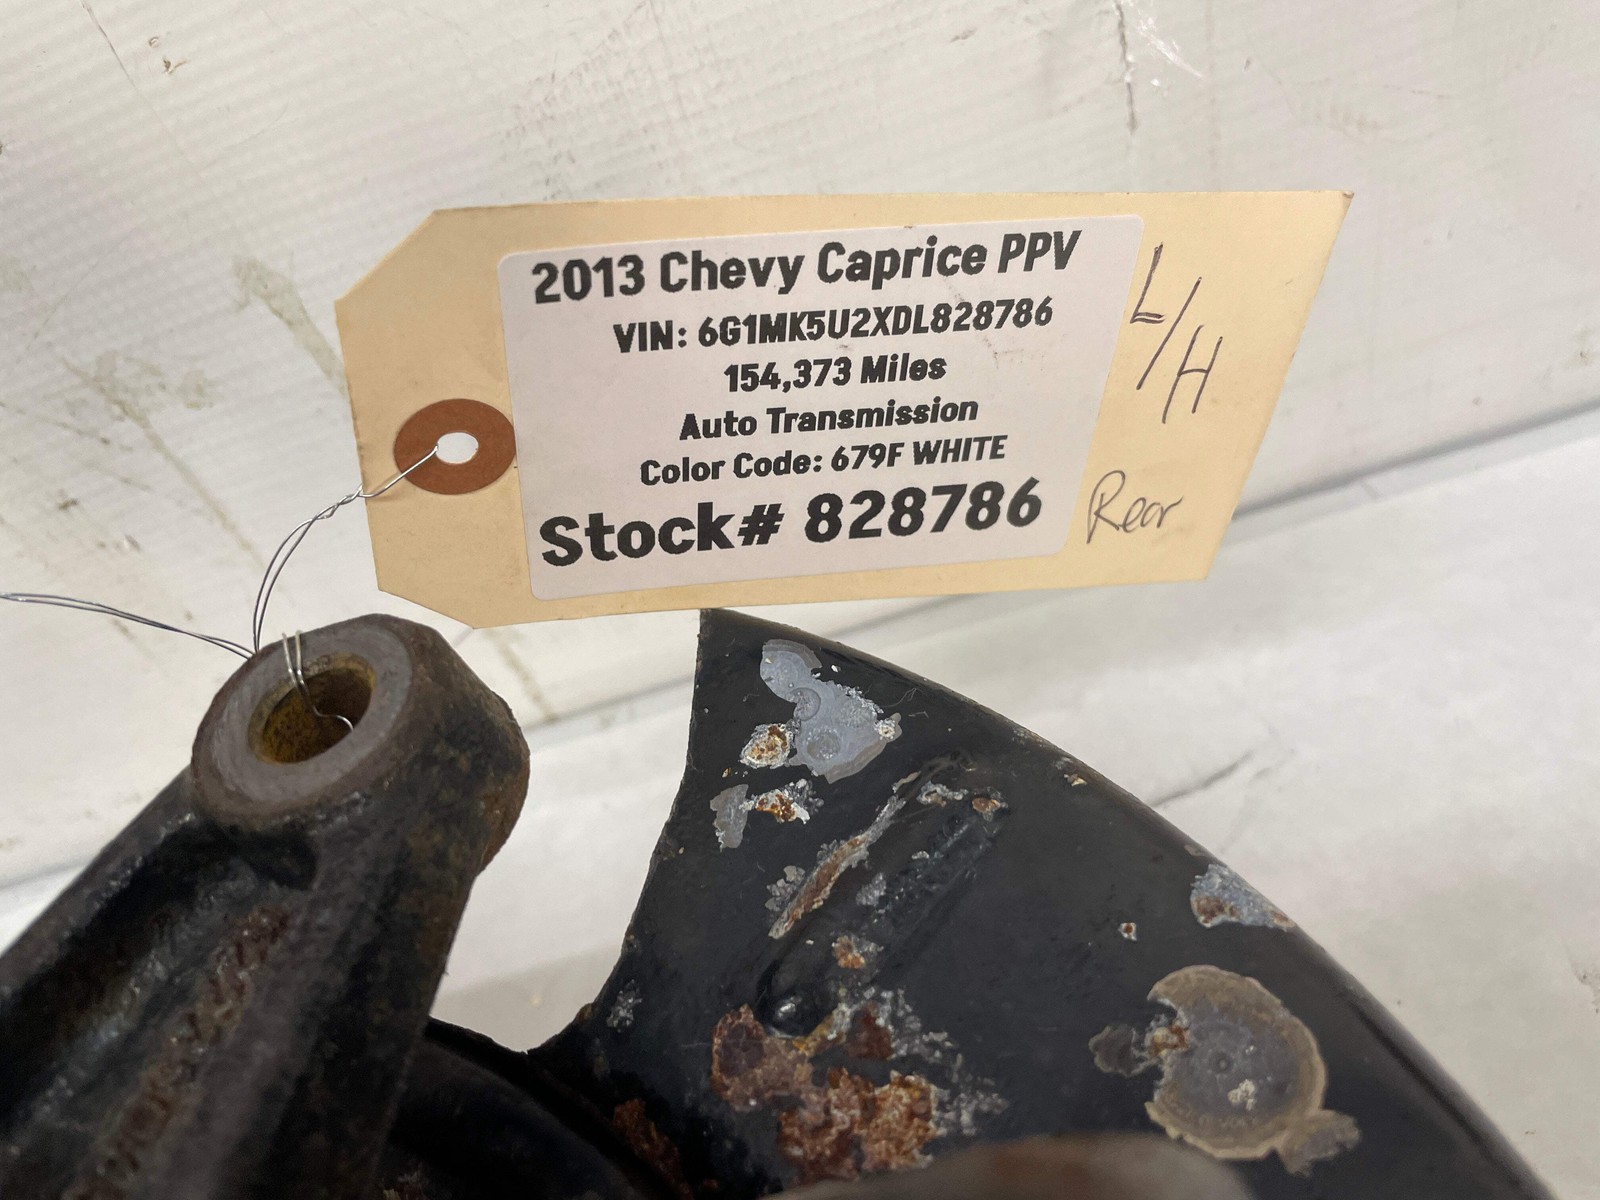 2013 Chevy Caprice PPV
VIN: 6G1MK5U2XDL828786
154,373 Miles
Auto Transmission
Color Code: 679F WHITE
Stock# 828786
L/H
Rear